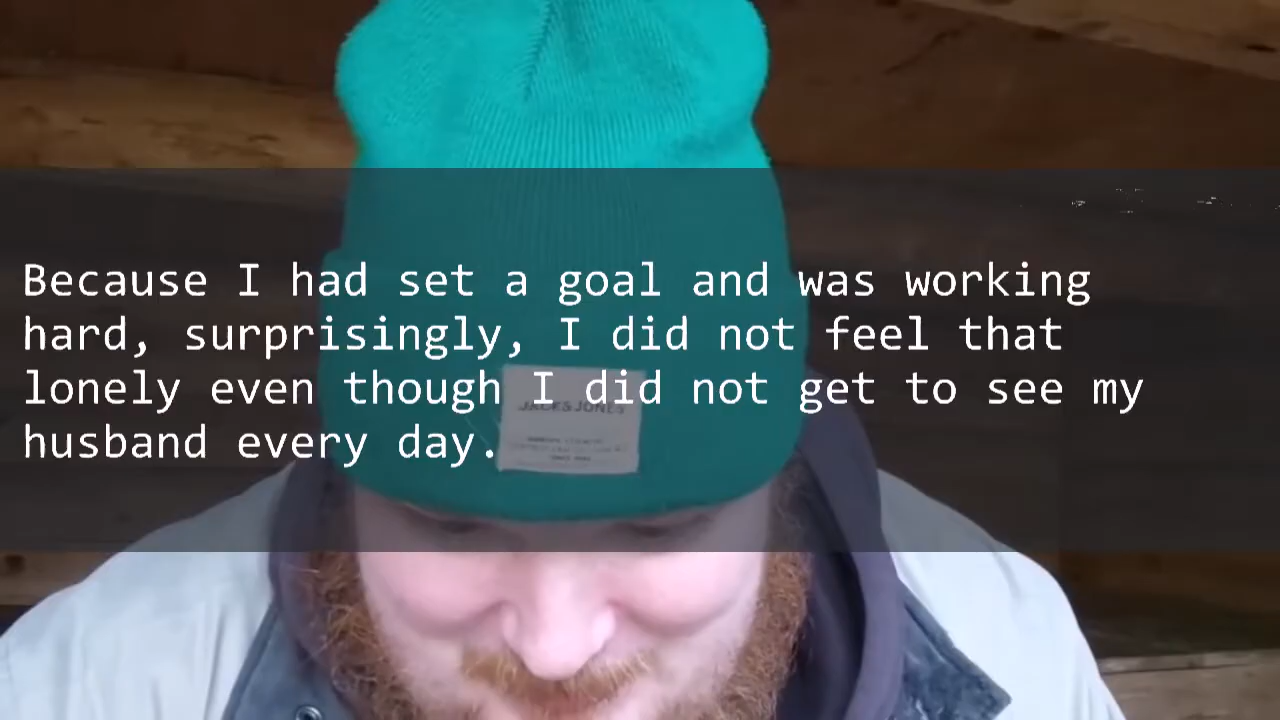 Because I had set a goal and was working
hard, surprisingly, I did not feel that
lonely even though I did not get to see my
husband every day.
JACK&JONES